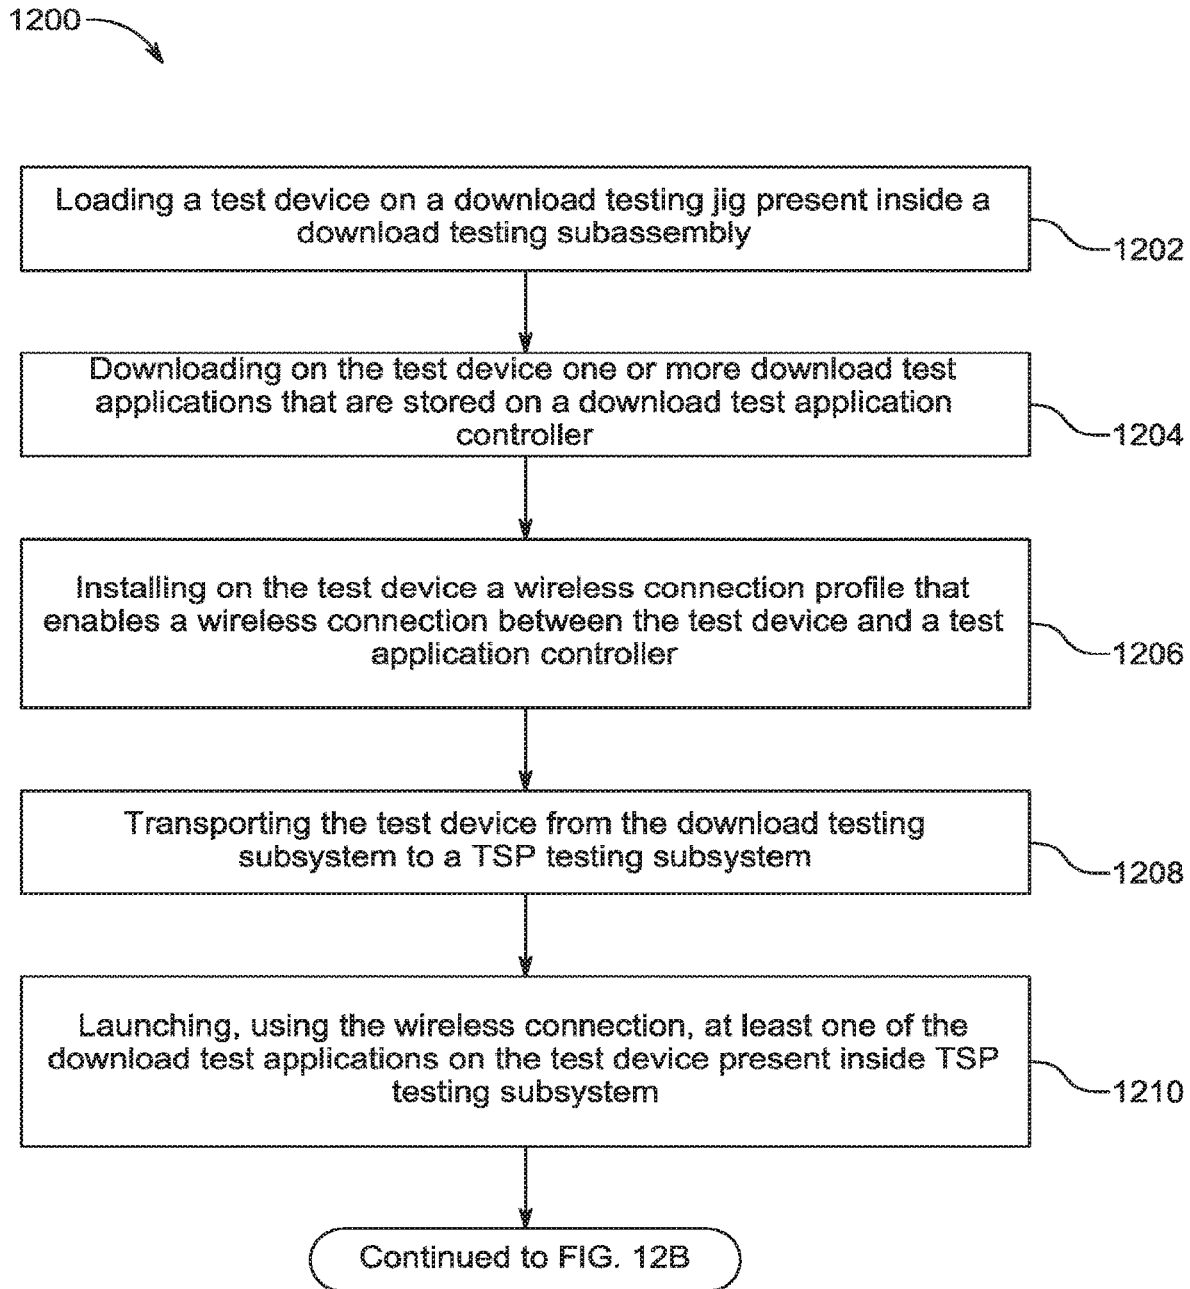 1200
Loading a test device on a download testing jig present inside a
download testing subassembly
1202
Downloading on the test device one or more download test
applications that are stored on a download test application
controller
1204
Installing on the test device a wireless connection profile that
enables a wireless connection between the test device and a test
application controller
1206
Transporting the test device from the download testing
subsystem to a TSP testing subsystem
1208
Launching, using the wireless connection, at least one of the
download test applications on the test device present inside TSP
testing subsystem
1210
Continued to FIG. 12B